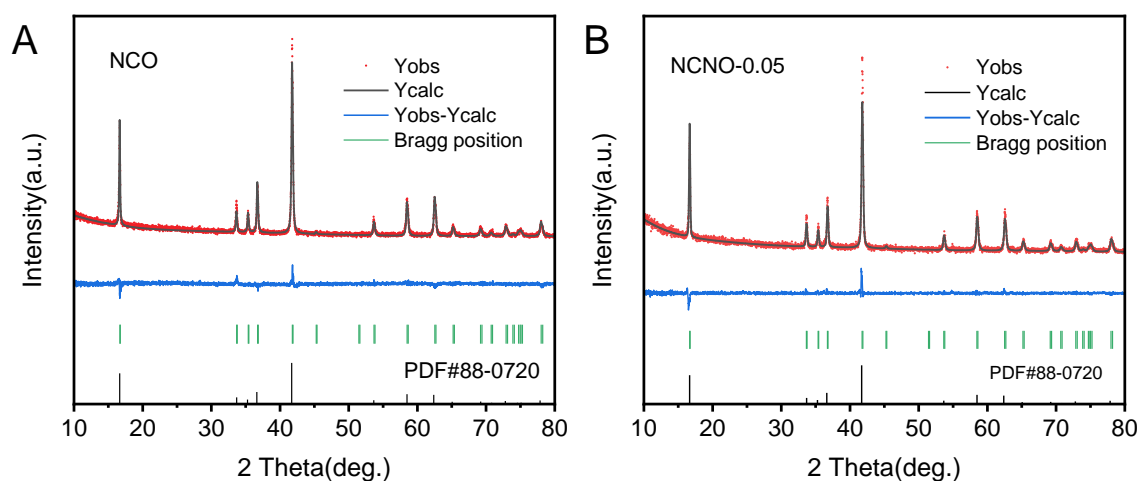 A
NCO
Yobs
Ycalc
Yobs-Ycalc
Bragg position
PDF#88-0720
Intensity(a.u.)
10 20 30 40 50 60 70 80
2 Theta(deg.)
B
NCNO-0.05
Yobs
Ycalc
Yobs-Ycalc
Bragg position
PDF#88-0720
Intensity(a.u.)
10 20 30 40 50 60 70 80
2 Theta(deg.)